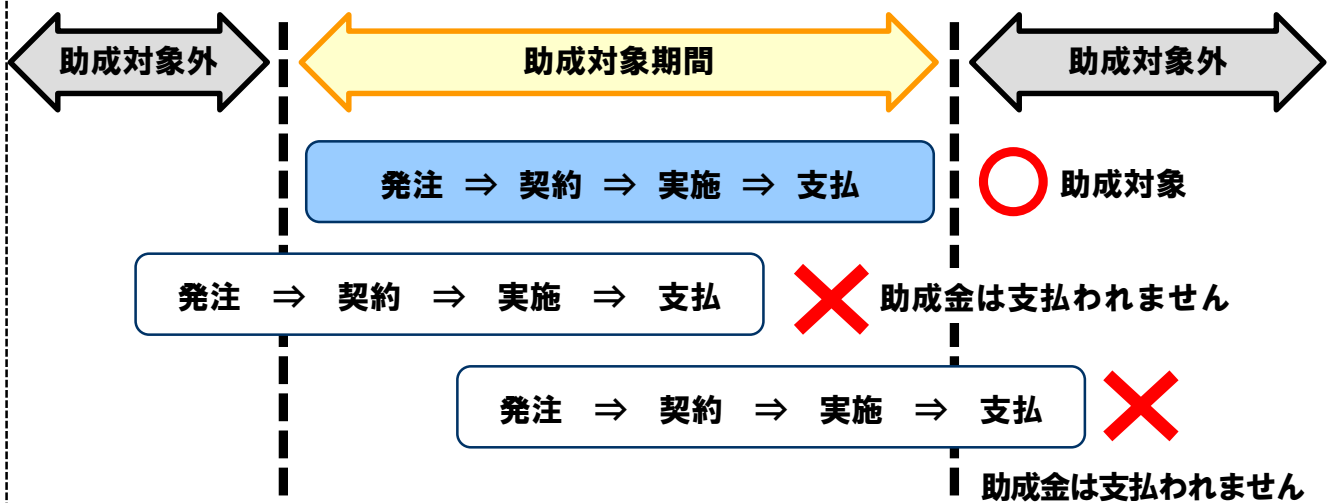 助成対象外 助成対象期間 助成対象外
発注 ⇒ 契約 ⇒ 実施 ⇒ 支払 助成対象
発注 ⇒ 契約 ⇒ 実施 ⇒ 支払 助成金は支払われません
発注 ⇒ 契約 ⇒ 実施 ⇒ 支払
助成金は支払われません